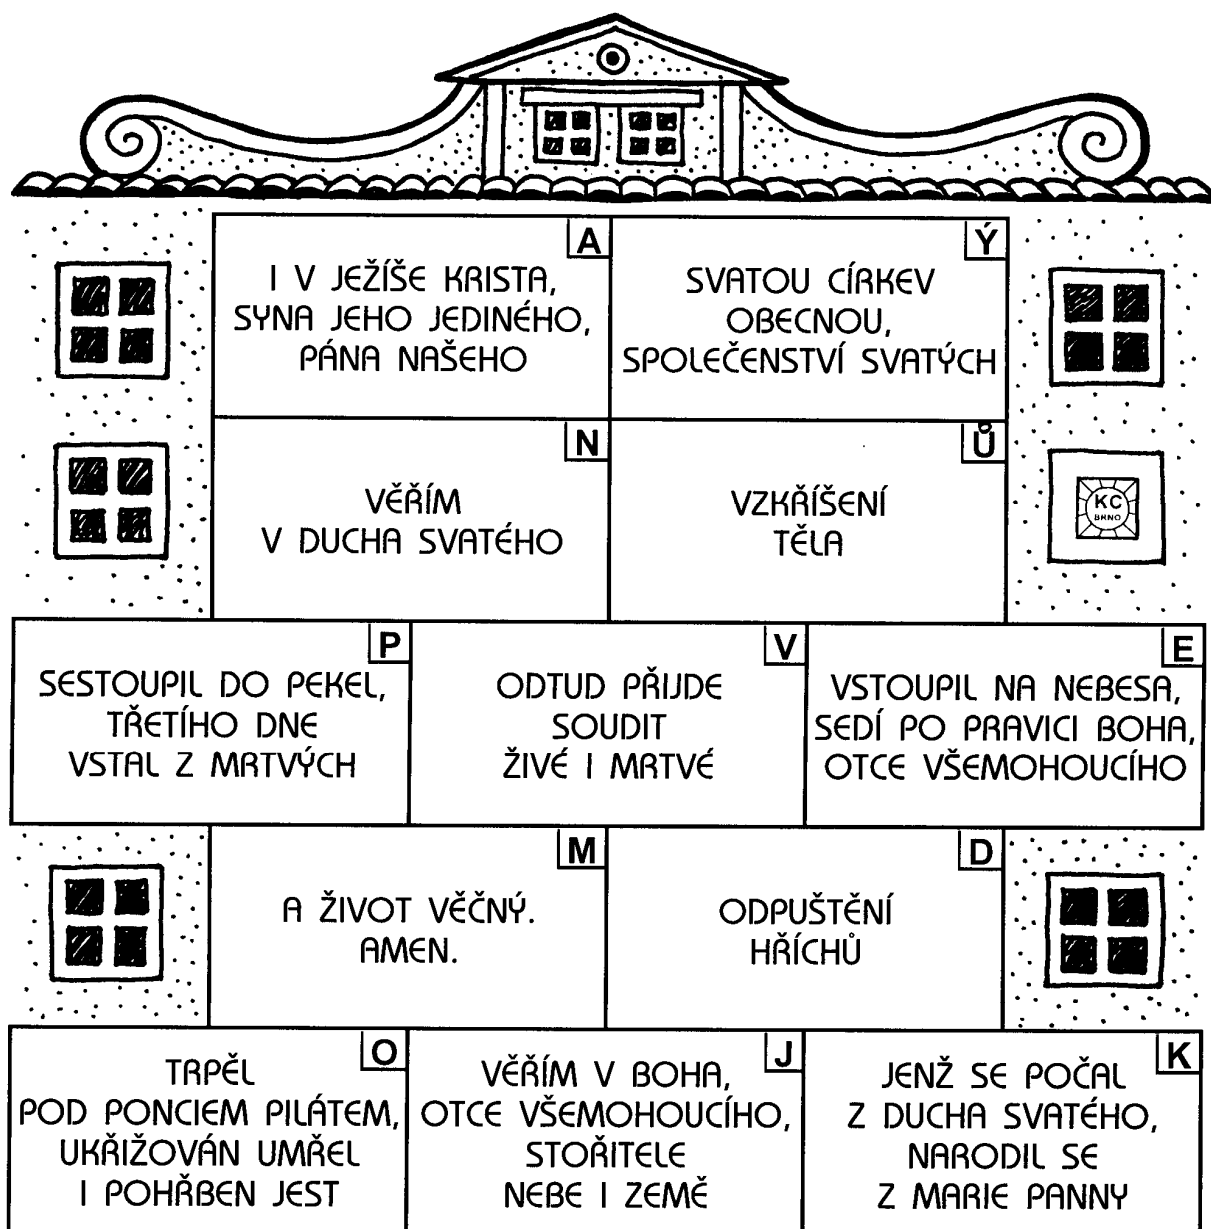 A
I V JEŽÍŠE KRISTA,
SYNA JEHO JEDINÉHO,
PÁNA NAŠEHO
Ý
SVATOU CÍRKEV
OBECNOU,
SPOLEČENSTVÍ SVATÝCH
N
VĚŘÍM
V DUCHA SVATÉHO
Ů
VZKŘÍŠENÍ
TĚLA
KC
BRNO
P
SESTOUPIL DO PEKEL,
TŘETÍHO DNE
VSTAL Z MRTVÝCH
V
ODTUD PŘIJDE
SOUDIT
ŽIVÉ I MRTVÉ
E
VSTOUPIL NA NEBESA,
SEDÍ PO PRAVICI BOHA,
OTCE VŠEMOHOUCÍHO
M
A ŽIVOT VĚČNÝ.
AMEN.
D
ODPUŠTĚNÍ
HŘÍCHŮ
O
TRPĚL
POD PONCIEM PILÁTEM,
UKŘIŽOVÁN UMŘEL
I POHŘBEN JEST
J
VĚŘÍM V BOHA,
OTCE VŠEMOHOUCÍHO,
STOŘITELE
NEBE I ZEMĚ
K
JENŽ SE POČAL
Z DUCHA SVATÉHO,
NARODIL SE
Z MARIE PANNY